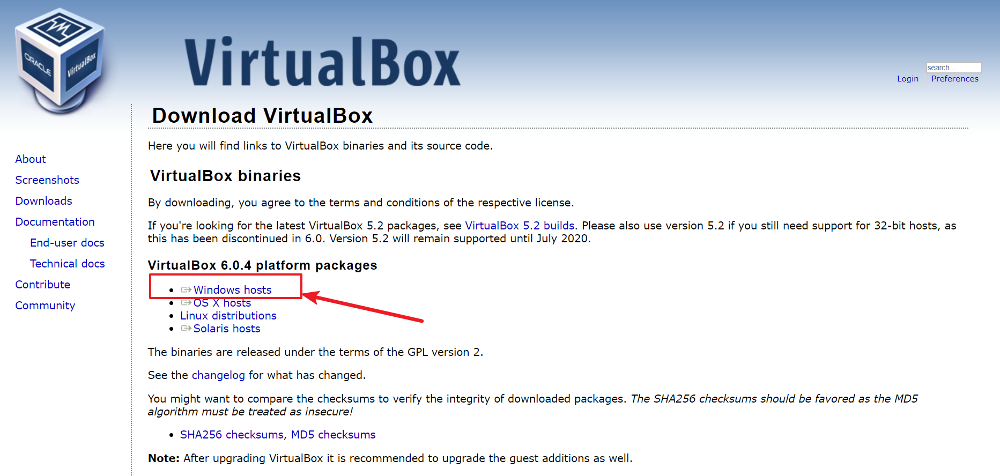 ORACLE
VirtualBox
VirtualBox
search...
Login Preferences
Download VirtualBox
Here you will find links to VirtualBox binaries and its source code.
About
Screenshots
Downloads
Documentation
End-user docs
Technical docs
Contribute
Community
VirtualBox binaries
By downloading, you agree to the terms and conditions of the respective license.
If you're looking for the latest VirtualBox 5.2 packages, see VirtualBox 5.2 builds. Please also use version 5.2 if you still need support for 32-bit hosts, as
this has been discontinued in 6.0. Version 5.2 will remain supported until July 2020.
VirtualBox 6.0.4 platform packages
Windows hosts
OS X hosts
Linux distributions
Solaris hosts
The binaries are released under the terms of the GPL version 2.
See the changelog for what has changed.
You might want to compare the checksums to verify the integrity of downloaded packages. The SHA256 checksums should be favored as the MD5
algorithm must be treated as insecure!
SHA256 checksums, MD5 checksums
Note: After upgrading VirtualBox it is recommended to upgrade the guest additions as well.